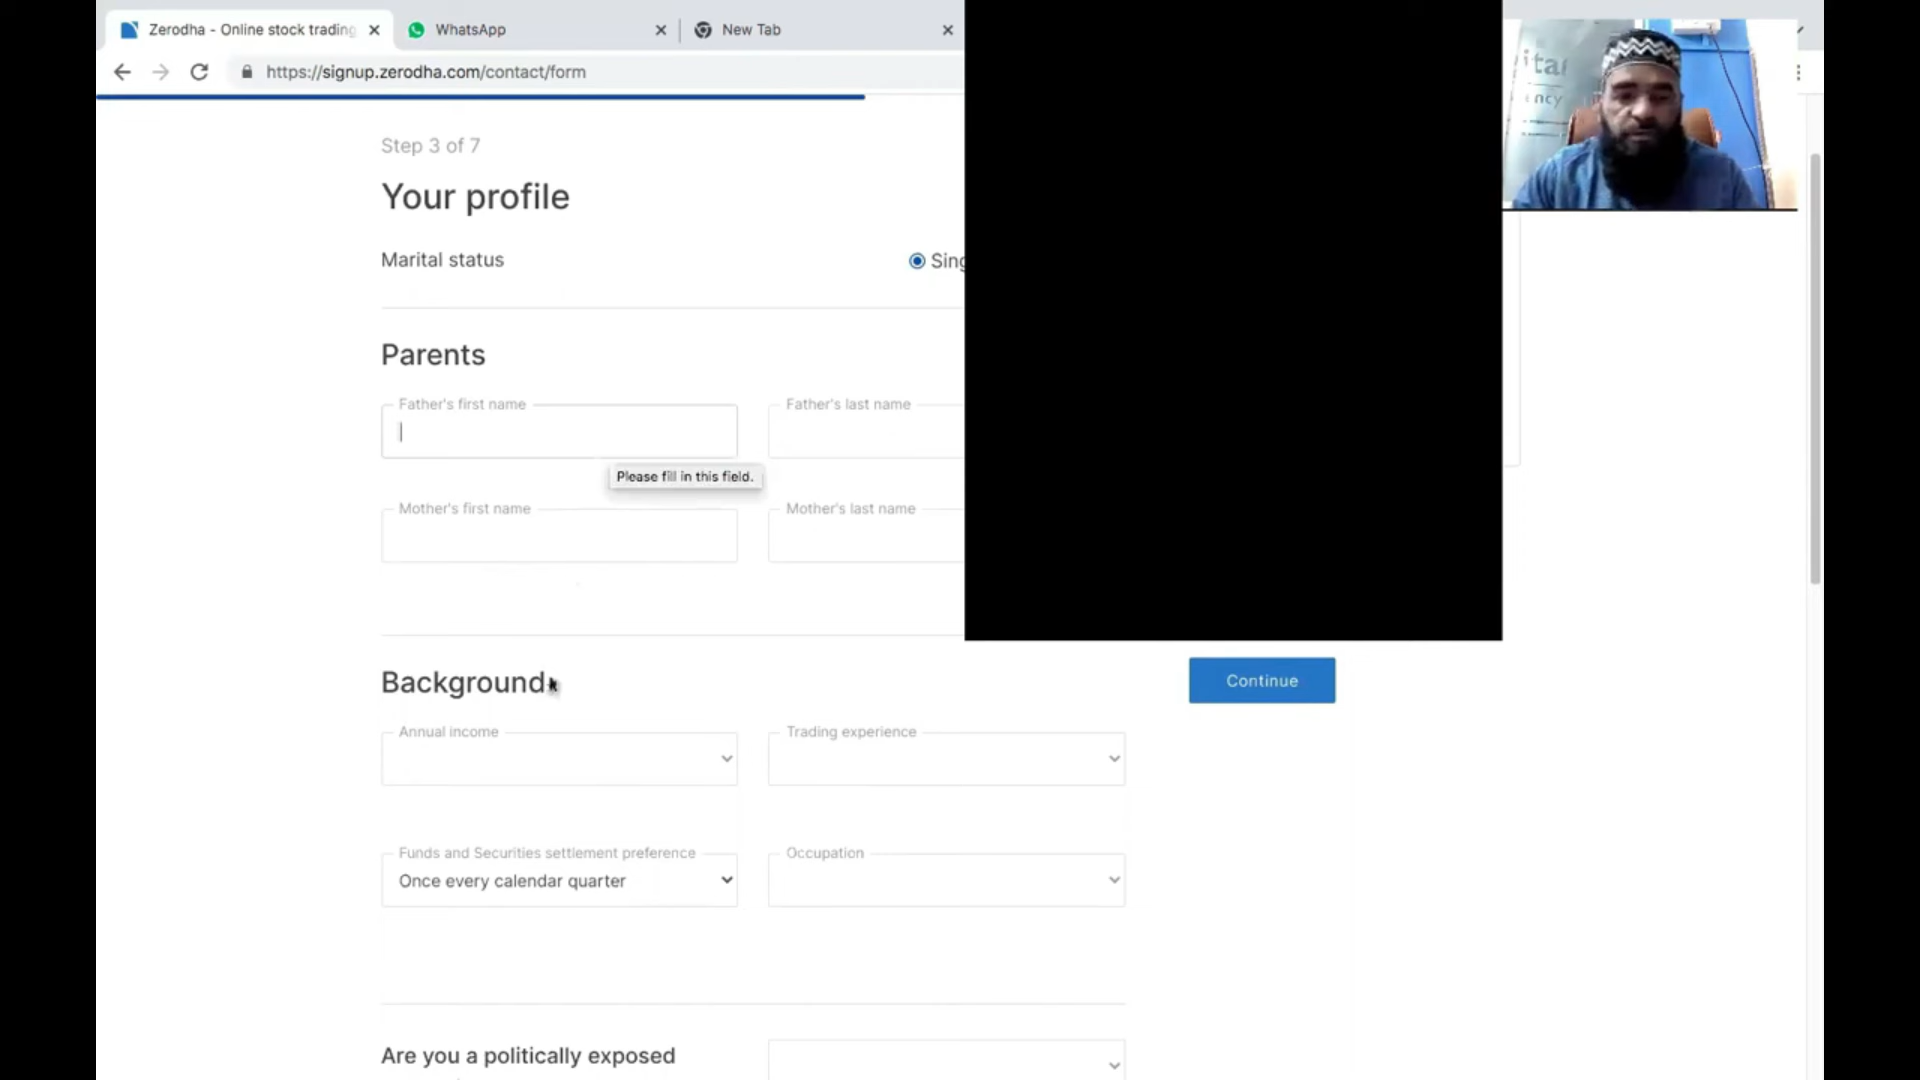 Zerodha - Online stock trading
WhatsApp
New Tab
https://signup.zerodha.com/contact/form
Step 3 of 7
Your profile
Marital status
Sing
Parents
Father's first name
Father's last name
Please fill in this field.
Mother's first name
Mother's last name
Background
Continue
Annual income
Trading experience
Funds and Securities settlement preference
Once every calendar quarter
Occupation
Are you a politically exposed
ital
ency